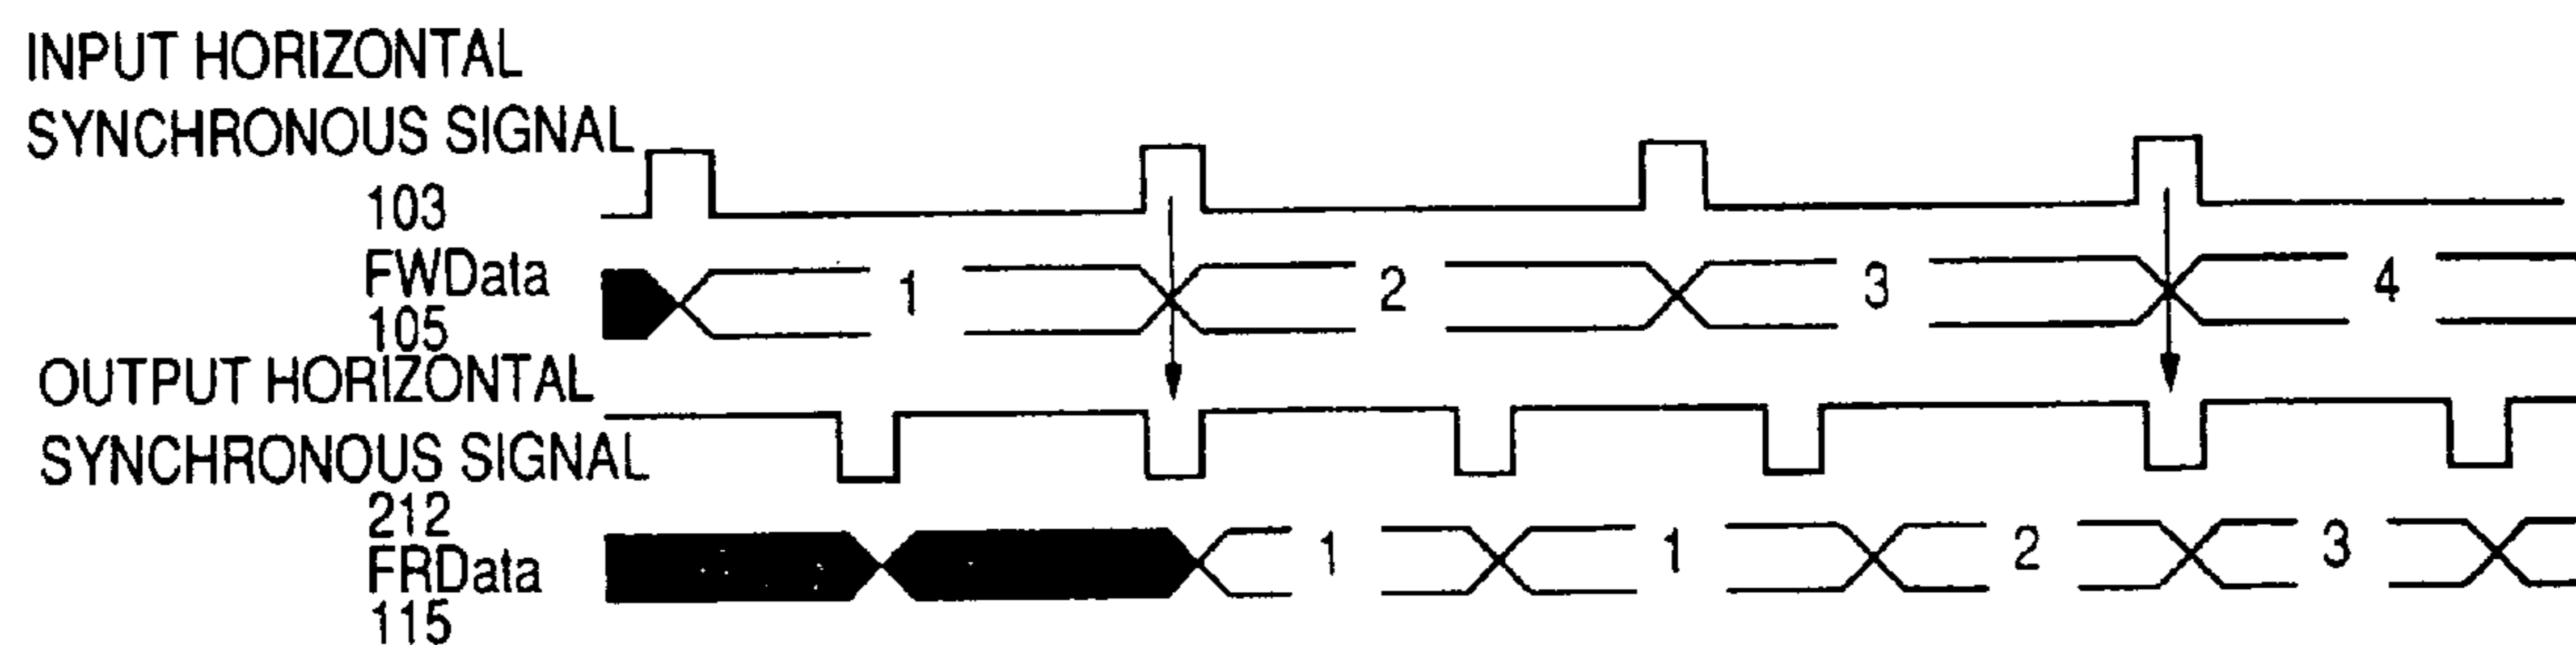 INPUT HORIZONTAL
SYNCHRONOUS SIGNAL
103
FWData
1 2 3 4
105
OUTPUT HORIZONTAL
SYNCHRONOUS SIGNAL
212
FRData
1 1 2 3
115